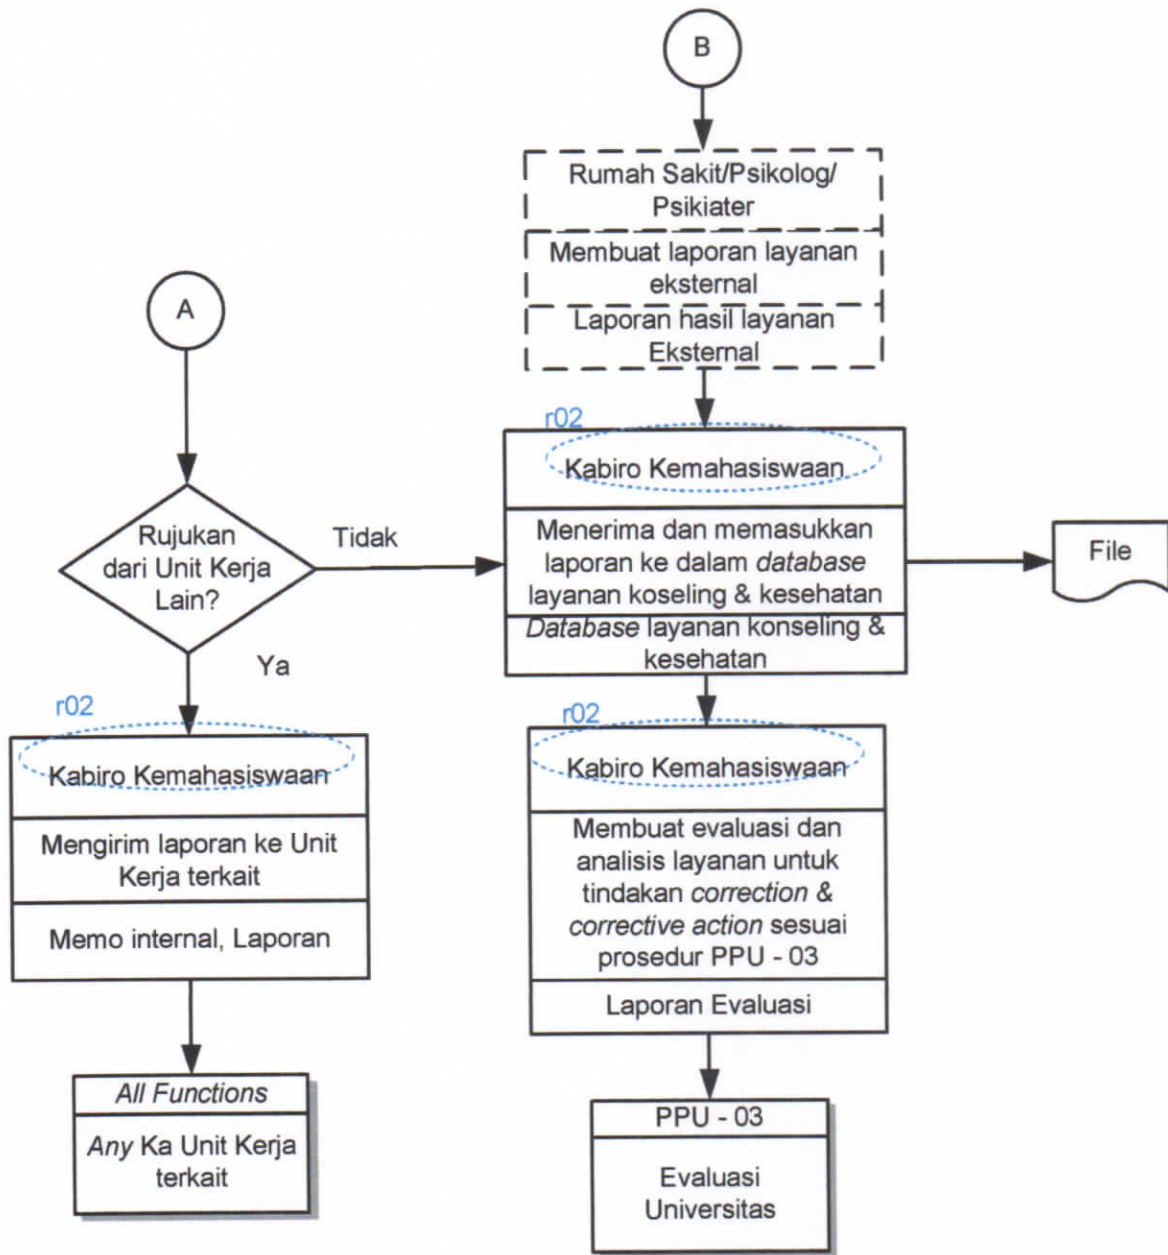 B
Rumah Sakit/Psikolog/
Psikiater
Membuat laporan layanan
eksternal
Laporan hasil layanan
Eksternal
A
r02
Kabiro Kemahasiswaan
Menerima dan memasukkan
laporan ke dalam database
layanan koseling & kesehatan
Database layanan konseling &
kesehatan
File
Rujukan
dari Unit Kerja
Lain?
Tidak
Ya
r02
Kabiro Kemahasiswaan
Mengirim laporan ke Unit
Kerja terkait
Memo internal, Laporan
All Functions
Any Ka Unit Kerja
terkait
r02
Kabiro Kemahasiswaan
Membuat evaluasi dan
analisis layanan untuk
tindakan correction &
corrective action sesuai
prosedur PPU - 03
Laporan Evaluasi
PPU - 03
Evaluasi
Universitas